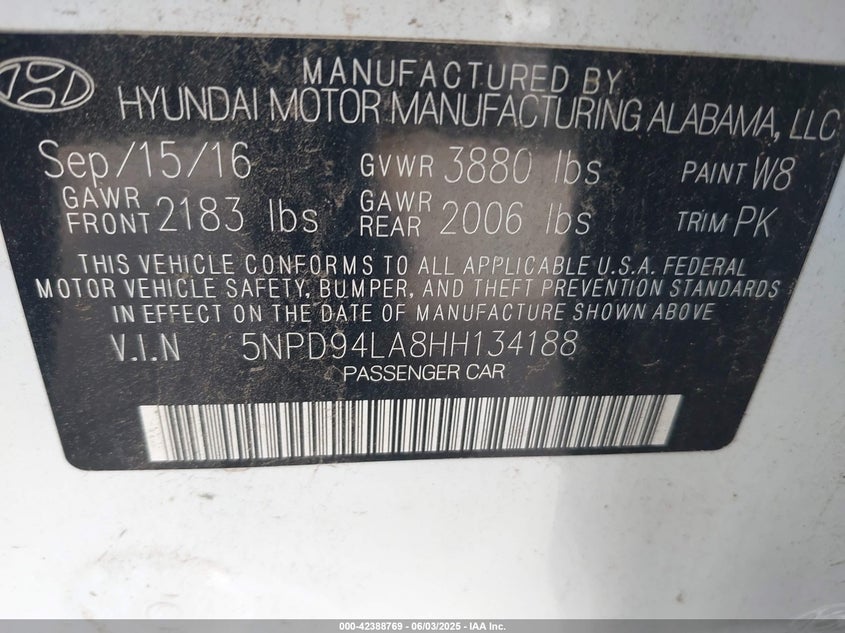 MANUFACTURED BY
HYUNDAI MOTOR MANUFACTURING ALABAMA, LLC
Sep/15/16 GVWR 3880 lbs PAINT W8
GAWR FRONT 2183 lbs GAWR REAR 2006 lbs TRIM PK
THIS VEHICLE CONFORMS TO ALL APPLICABLE U.S.A. FEDERAL
MOTOR VEHICLE SAFETY, BUMPER, AND THEFT PREVENTION STANDARDS
IN EFFECT ON THE DATE OF MANUFACTURE SHOWN ABOVE
V.I.N 5NPD94LA8HH134188
PASSENGER CAR
000-42388769 - 06/03/2025 - IAA Inc.